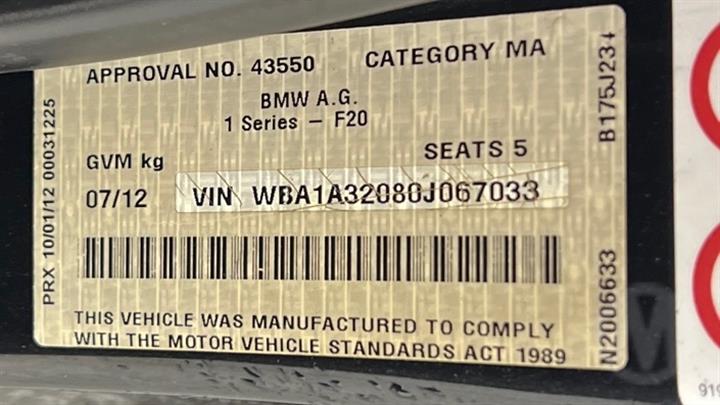 APPROVAL NO. 43550 CATEGORY MA
BMW A.G.
1 Series – F20
GVM kg SEATS 5
07/12 VIN WBA1A32080J067033
THIS VEHICLE WAS MANUFACTURED TO COMPLY
WITH THE MOTOR VEHICLE STANDARDS ACT 1989
PRX 10/01/12 00031225
N2006633